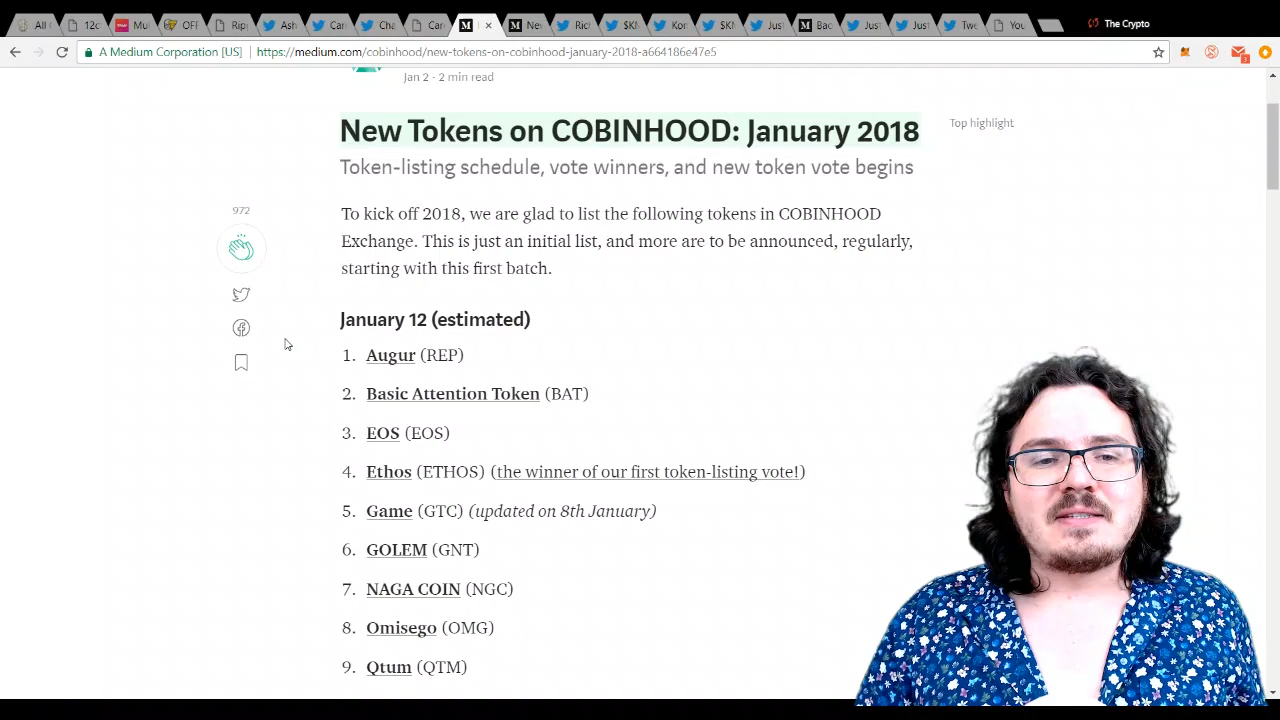 12c
OFF
The Crypto
A Medium Corporation [US]
https://medium.com/cobinhood/new-tokens-on-cobinhood-january-2018-a664186e47e5
Jan 2 · 2 min read
New Tokens on COBINHOOD: January 2018
Top highlight
Token-listing schedule, vote winners, and new token vote begins
972
To kick off 2018, we are glad to list the following tokens in COBINHOOD
Exchange. This is just an initial list, and more are to be announced, regularly,
starting with this first batch.
January 12 (estimated)
1. Augur (REP)
2. Basic Attention Token (BAT)
3. EOS (EOS)
4. Ethos (ETHOS) (the winner of our first token-listing vote!)
5. Game (GTC) (updated on 8th January)
6. GOLEM (GNT)
7. NAGA COIN (NGC)
8. Omisego (OMG)
9. Qtum (QTM)